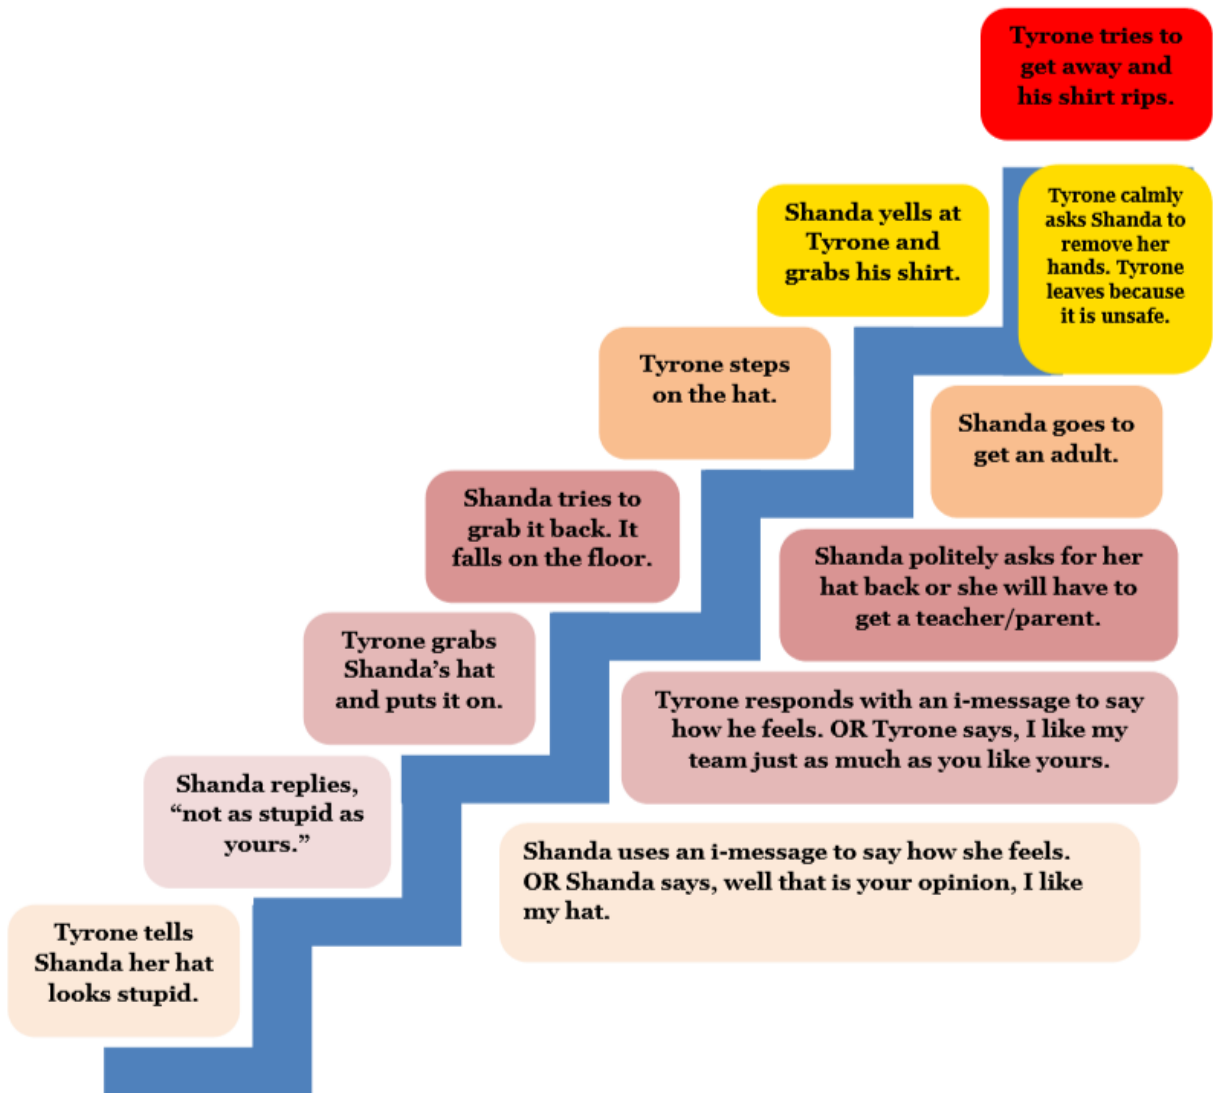 Tyrone tries to
get away and
his shirt rips.
Shanda yells at
Tyrone and
grabs his shirt.
Tyrone calmly
asks Shanda to
remove her
hands. Tyrone
leaves because
it is unsafe.
Tyrone steps
on the hat.
Shanda goes to
get an adult.
Shanda tries to
grab it back. It
falls on the floor.
Shanda politely asks for her
hat back or she will have to
get a teacher/parent.
Tyrone grabs
Shanda’s hat
and puts it on.
Tyrone responds with an i-message to say
how he feels. OR Tyrone says, I like my
team just as much as you like yours.
Shanda replies,
“not as stupid as
yours.”
Shanda uses an i-message to say how she feels.
OR Shanda says, well that is your opinion, I like
my hat.
Tyrone tells
Shanda her hat
looks stupid.